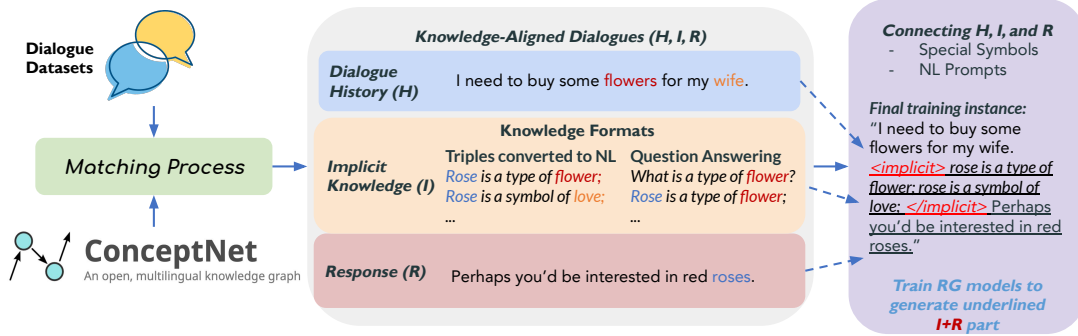 Dialogue
Datasets
Matching Process
ConceptNet
An open, multilingual knowledge graph
Knowledge-Aligned Dialogues (H, I, R)
Dialogue
History (H)
I need to buy some flowers for my wife.
Knowledge Formats
Implicit
Knowledge (I)
Triples converted to NL
Rose is a type of flower;
Rose is a symbol of love;
...
Question Answering
What is a type of flower?
Rose is a type of flower;
...
Response (R)
Perhaps you'd be interested in red roses.
Connecting H, I, and R
- Special Symbols
- NL Prompts
Final training instance:
"I need to buy some
flowers for my wife.
<implicit> rose is a type of
flower; rose is a symbol of
love; </implicit> Perhaps
you'd be interested in red
roses."
Train RG models to
generate underlined
I+R part